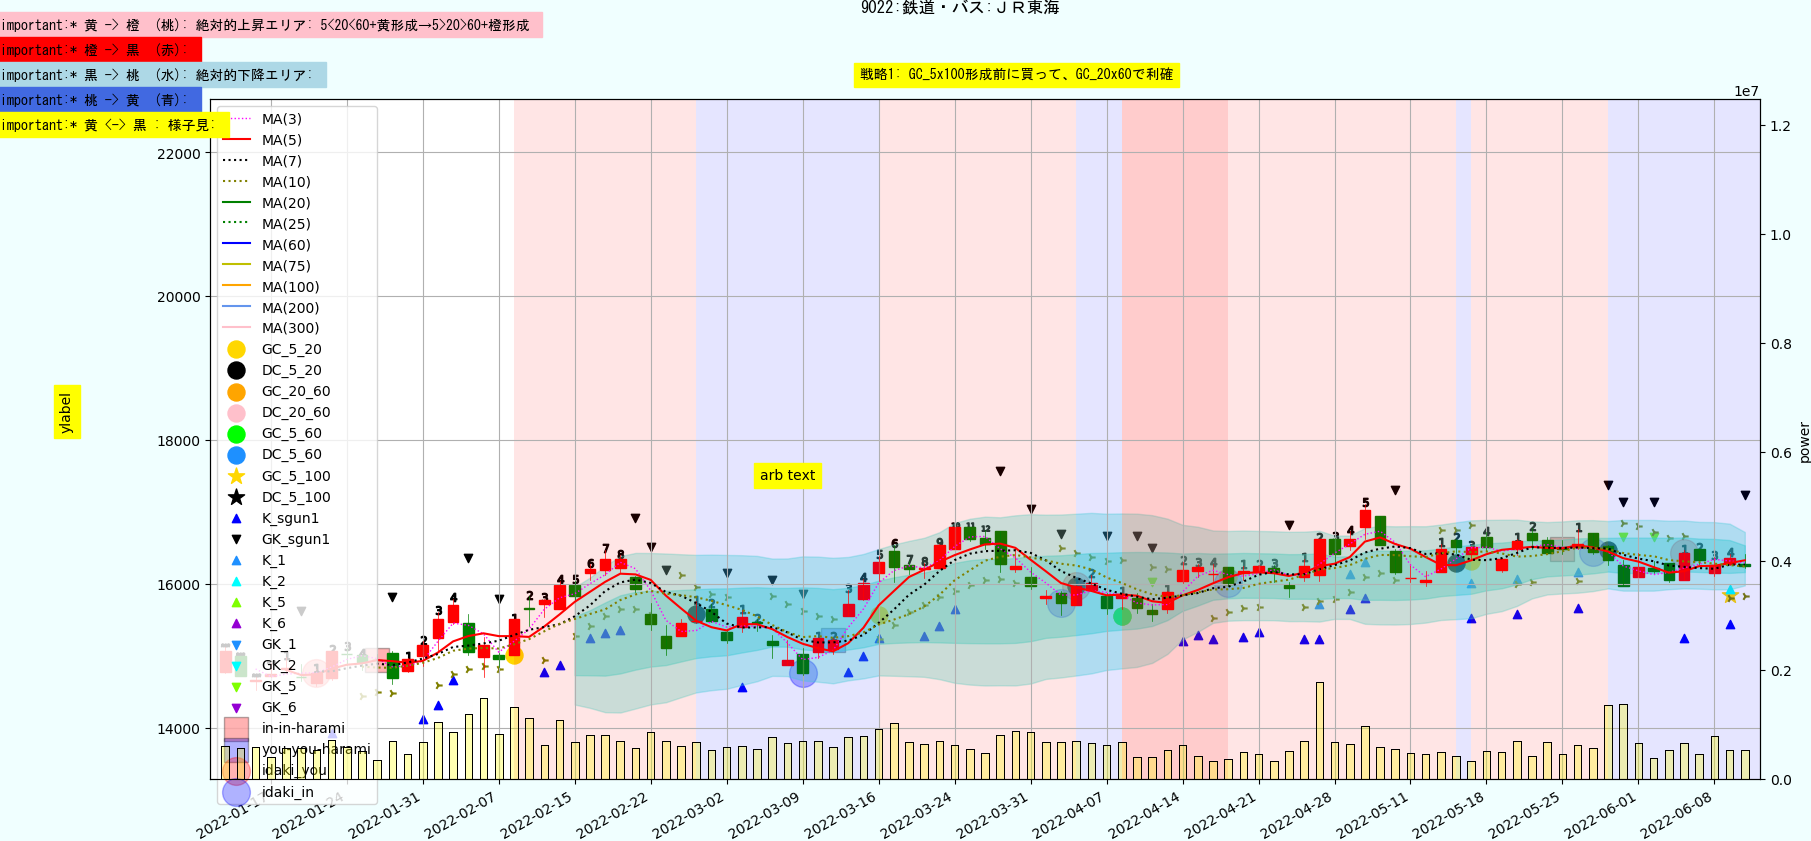 9022:鉄道・バス:ＪＲ東海
important:* 黄 -> 橙 (桃): 絶対的上昇エリア: 5<20<60+黄形成→5>20>60+橙形成
important:* 橙 -> 黒 (赤):
important:* 黒 -> 桃 (水): 絶対的下降エリア:
戦略1: GC_5x100形成前に買って、GC_20x60で利確
important:* 桃 -> 黄 (青):
important:* 黄 <-> 黒 : 様子見:
1e7
MA(3)
MA(5)
MA(7)
MA(10)
MA(20)
MA(25)
MA(60)
MA(75)
MA(100)
MA(200)
MA(300)
GC_5_20
DC_5_20
GC_20_60
DC_20_60
GC_5_60
DC_5_60
GC_5_100
DC_5_100
K_sgun1
GK_sgun1
K_1
K_2
K_5
K_6
GK_1
GK_2
GK_5
GK_6
in-in-harami
you-you-harami
idaki_you
idaki_in
22000
20000
18000
16000
14000
ylabel
arb text
1.2
1.0
0.8
0.6
0.4
0.2
0.0
power
2022-01-17
2022-01-24
2022-01-31
2022-02-07
2022-02-15
2022-02-22
2022-03-02
2022-03-09
2022-03-16
2022-03-24
2022-03-31
2022-04-07
2022-04-14
2022-04-21
2022-04-28
2022-05-11
2022-05-18
2022-05-25
2022-06-01
2022-06-08